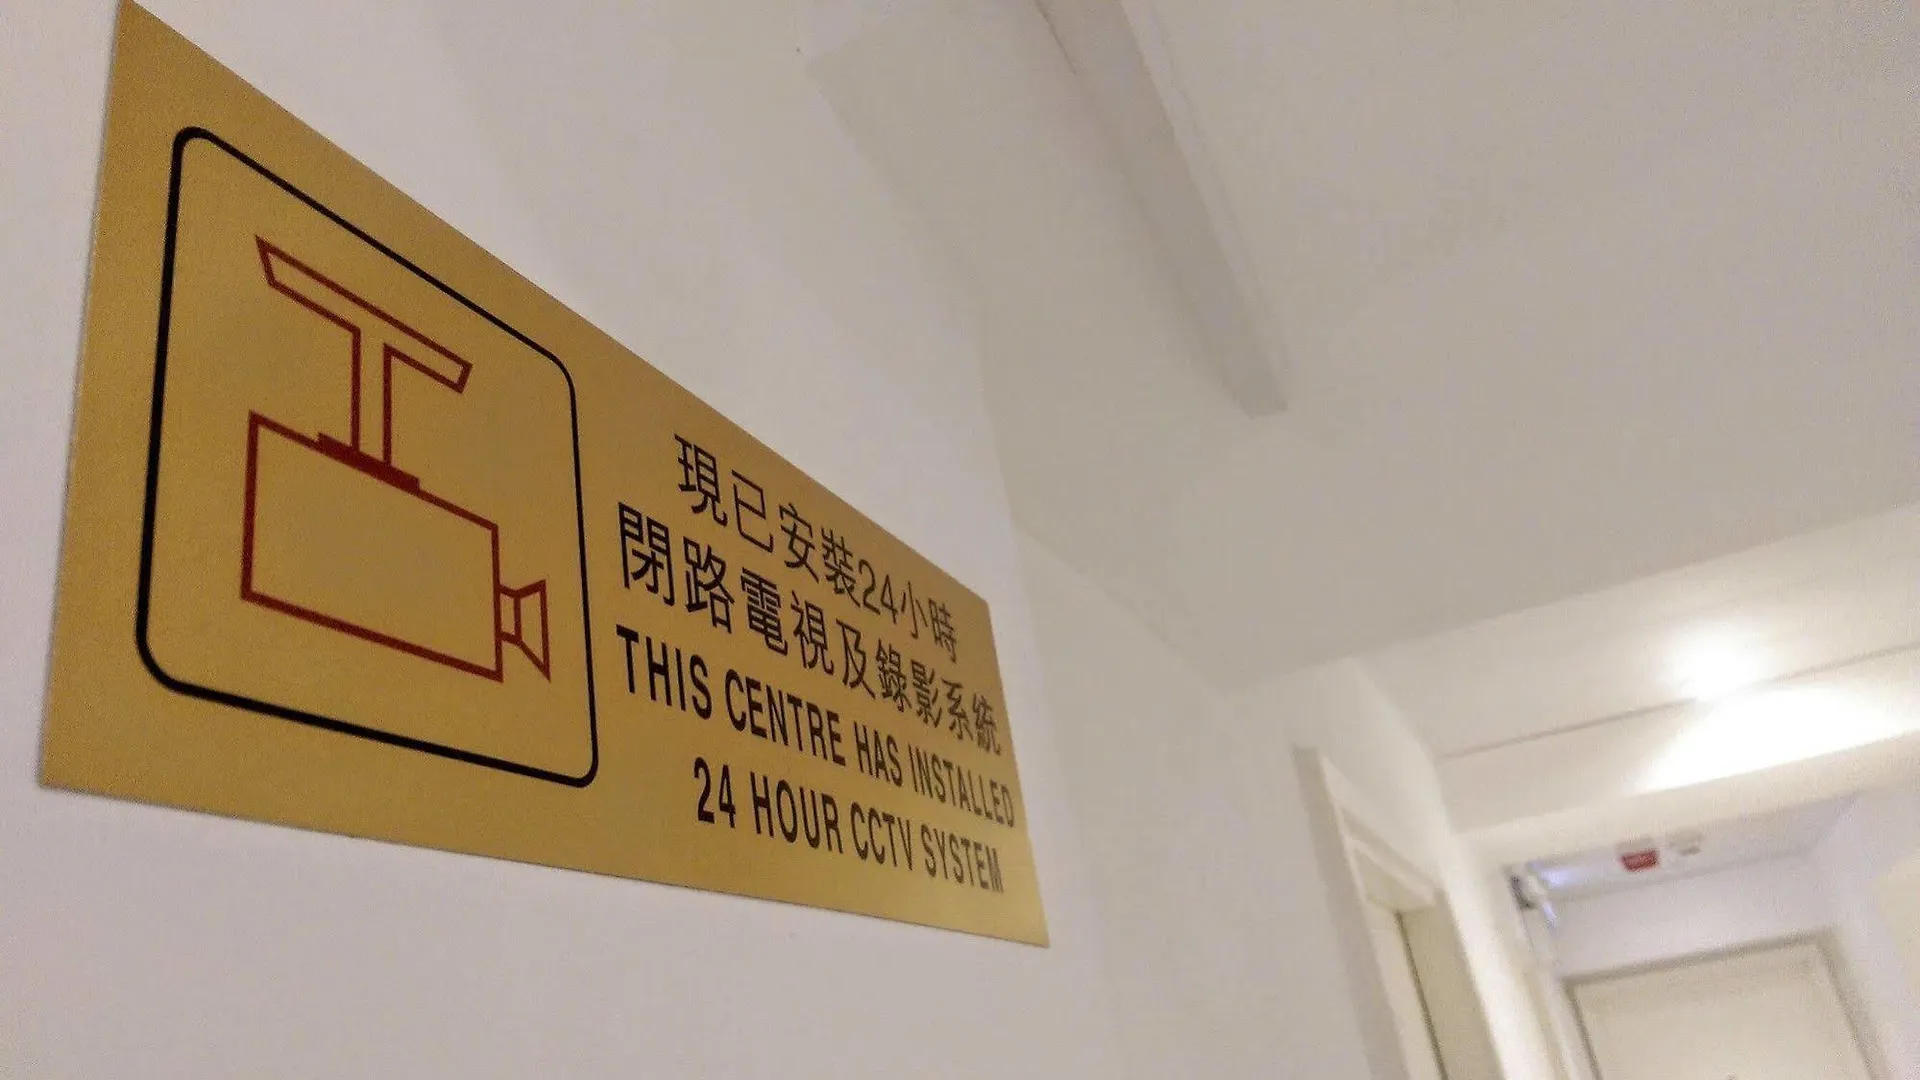 現已安裝24小時
閉路電視及錄影系統
THIS CENTRE HAS INSTALLED
24 HOUR CCTV SYSTEM